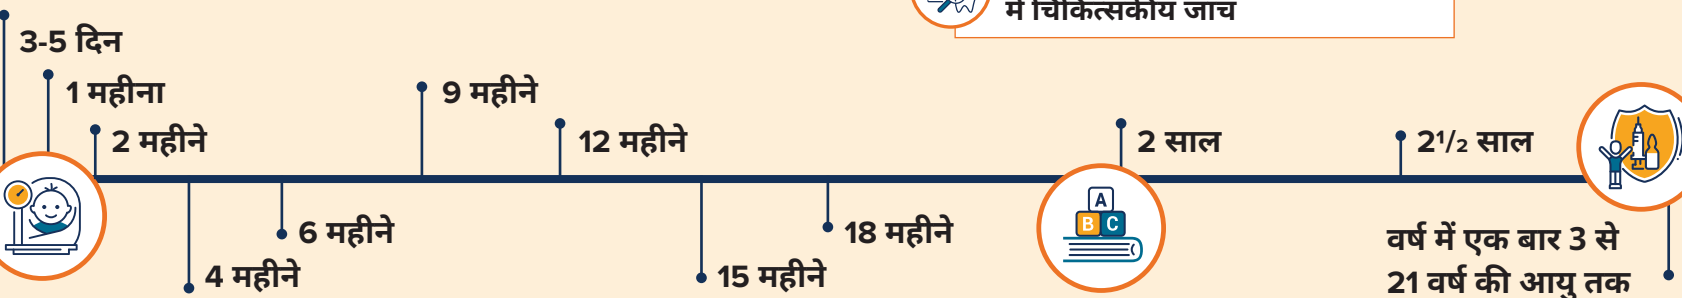 में चिकित्सकीय जांच
3-5 दिन
1 महीना
2 महीने
4 महीने
6 महीने
9 महीने
12 महीने
15 महीने
18 महीने
A
B C
2 साल
2¹/₂ साल
वर्ष में एक बार 3 से
21 वर्ष की आयु तक